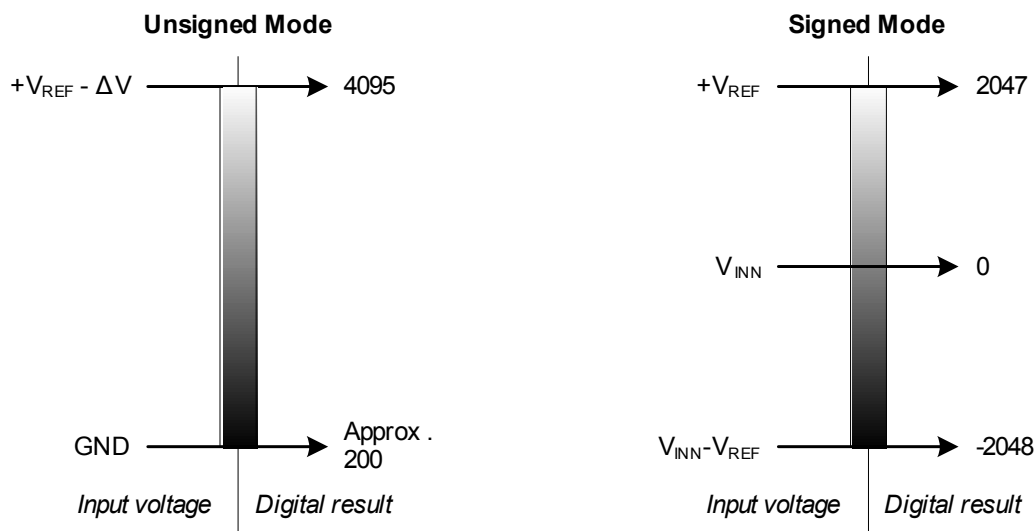 Unsigned Mode
+VREF - ΔV
4095
GND
Approx .
200
Input voltage
Digital result
Signed Mode
+VREF
2047
VINN
0
VINN-VREF
-2048
Input voltage
Digital result